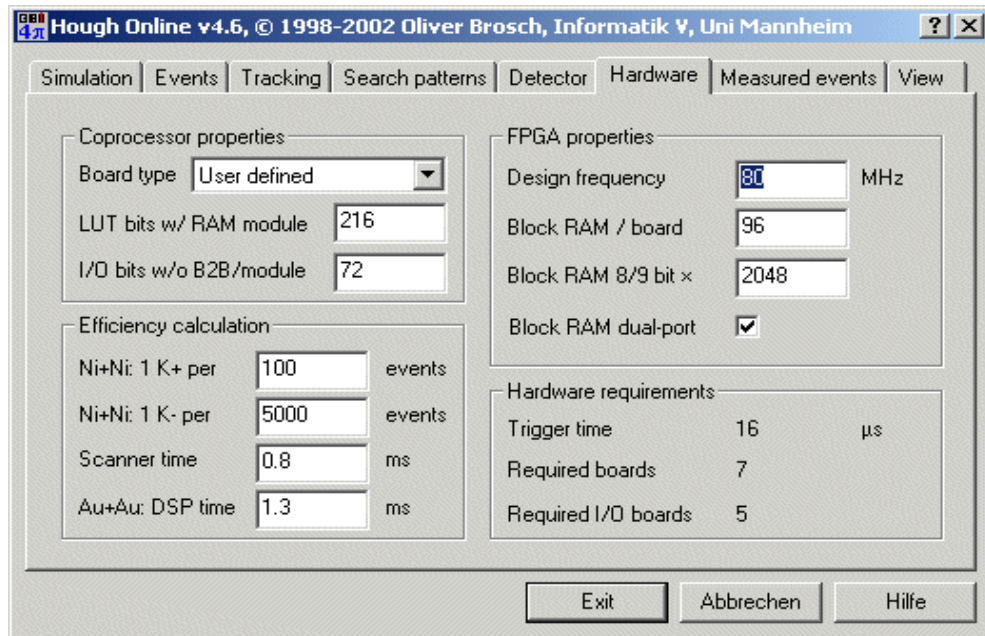 GBI 4π Hough Online v4.6, © 1998-2002 Oliver Brosch, Informatik V, Uni Mannheim ? X
Simulation Events Tracking Search patterns Detector Hardware Measured events View
Coprocessor properties
Board type User defined
LUT bits w/ RAM module 216
I/O bits w/o B2B/module 72
Efficiency calculation
Ni+Ni: 1 K+ per 100 events
Ni+Ni: 1 K- per 5000 events
Scanner time 0.8 ms
Au+Au: DSP time 1.3 ms
FPGA properties
Design frequency 80 MHz
Block RAM / board 96
Block RAM 8/9 bit × 2048
Block RAM dual-port
Hardware requirements
Trigger time 16 µs
Required boards 7
Required I/O boards 5
Exit Abbrechen Hilfe